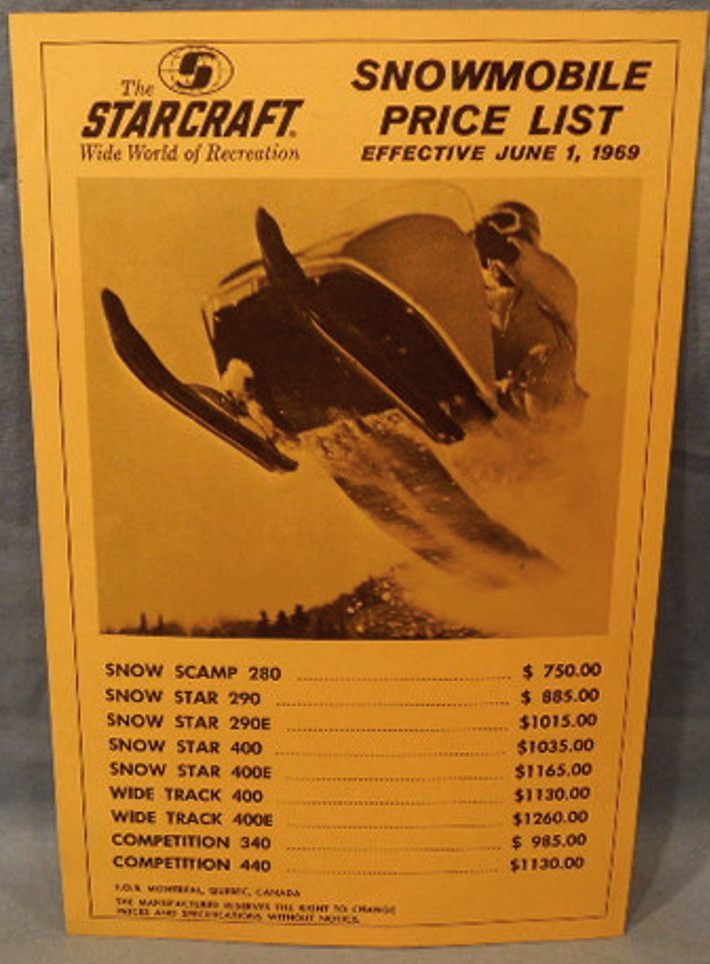 The
STARCRAFT®
Wide World of Recreation
SNOWMOBILE
PRICE LIST
EFFECTIVE JUNE 1, 1969
SNOW SCAMP 280 ........ $ 750.00
SNOW STAR 290 ........ $ 885.00
SNOW STAR 290E ........ $1015.00
SNOW STAR 400 ........ $1035.00
SNOW STAR 400E ........ $1165.00
WIDE TRACK 400 ........ $1130.00
WIDE TRACK 400E ........ $1260.00
COMPETITION 340 ........ $ 985.00
COMPETITION 440 ........ $1130.00
F.O.B. MONTREAL, QUEBEC, CANADA
THE MANUFACTURER RESERVES THE RIGHT TO CHANGE
PRICES AND SPECIFICATIONS WITHOUT NOTICE.